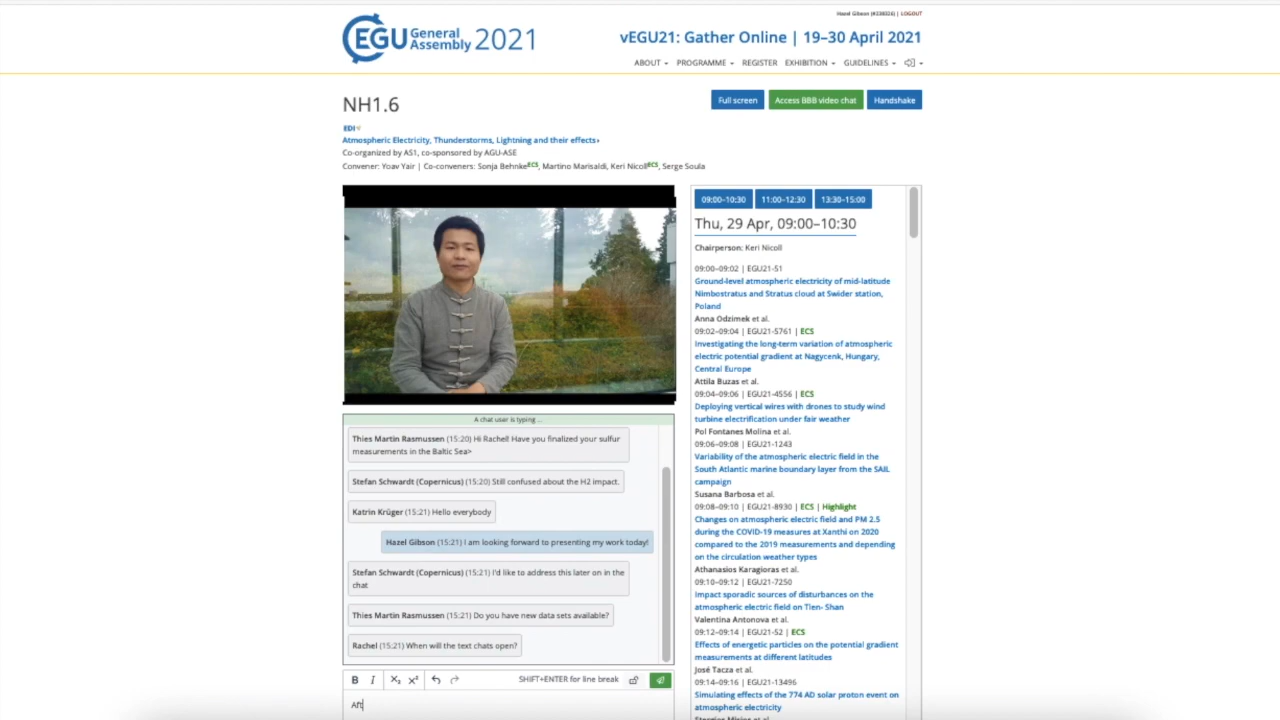 Hazel Gibson (#238026) | LOGOUT
EGU General Assembly 2021
vEGU21: Gather Online | 19–30 April 2021
ABOUT PROGRAMME REGISTER EXHIBITION GUIDELINES
NH1.6
Full screen
Access BBB video chat
Handshake
EDI
Atmospheric Electricity, Thunderstorms, Lightning and their effects›
Co-organized by AS1, co-sponsored by AGU-ASE
Convener: Yoav Yair | Co-conveners: Sonja BehnkeECS, Martino Marisaldi, Keri NicollECS, Serge Soula
A chat user is typing ...
Thies Martin Rasmussen (15:20) Hi Rachel! Have you finalized your sulfur
measurements in the Baltic Sea>
Stefan Schwardt (Copernicus) (15:20) Still confused about the H2 impact.
Katrin Krüger (15:21) Hello everybody
Hazel Gibson (15:21) I am looking forward to presenting my work today!
Stefan Schwardt (Copernicus) (15:21) I'd like to address this later on in the
chat
Thies Martin Rasmussen (15:21) Do you have new data sets available?
Rachel (15:21) When will the text chats open?
B I X₂ X²
SHIFT+ENTER for line break
Aft
09:00–10:30
11:00–12:30
13:30–15:00
Thu, 29 Apr, 09:00–10:30
Chairperson: Keri Nicoll
09:00–09:02 | EGU21-51
Ground-level atmospheric electricity of mid-latitude
Nimbostratus and Stratus cloud at Swider station,
Poland
Anna Odzimek et al.
09:02–09:04 | EGU21-5761 | ECS
Investigating the long-term variation of atmospheric
electric potential gradient at Nagycenk, Hungary,
Central Europe
Attila Buzas et al.
09:04–09:06 | EGU21-4556 | ECS
Deploying vertical wires with drones to study wind
turbine electrification under fair weather
Pol Fontanes Molina et al.
09:06–09:08 | EGU21-1243
Variability of the atmospheric electric field in the
South Atlantic marine boundary layer from the SAIL
campaign
Susana Barbosa et al.
09:08–09:10 | EGU21-8930 | ECS | Highlight
Changes on atmospheric electric field and PM 2.5
during the COVID-19 measures at Xanthi on 2020
compared to the 2019 measurements and depending
on the circulation weather types
Athanasios Karagioras et al.
09:10–09:12 | EGU21-7250
Impact sporadic sources of disturbances on the
atmospheric electric field on Tien- Shan
Valentina Antonova et al.
09:12–09:14 | EGU21-52 | ECS
Effects of energetic particles on the potential gradient
measurements at different latitudes
José Tacza et al.
09:14–09:16 | EGU21-13496
Simulating effects of the 774 AD solar proton event on
atmospheric electricity